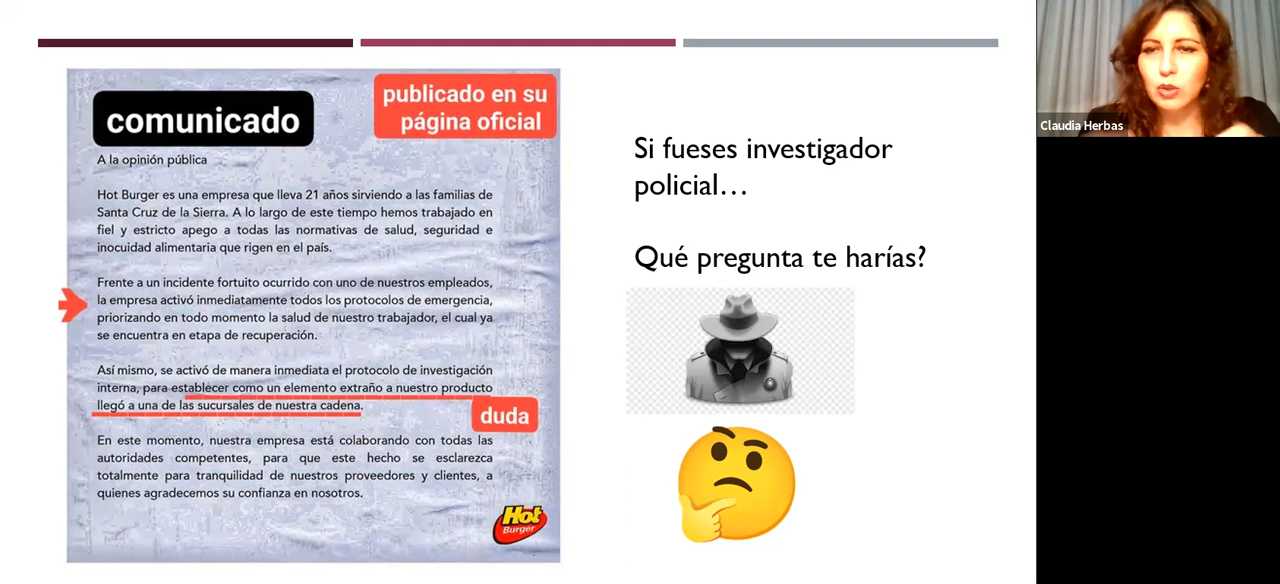 comunicado
publicado en su
página oficial
A la opinión pública
Hot Burger es una empresa que lleva 21 años sirviendo a las familias de
Santa Cruz de la Sierra. A lo largo de este tiempo hemos trabajado en
fiel y estricto apego a todas las normativas de salud, seguridad e
inocuidad alimentaria que rigen en el país.
Frente a un incidente fortuito ocurrido con uno de nuestros empleados,
la empresa activó inmediatamente todos los protocolos de emergencia,
priorizando en todo momento la salud de nuestro trabajador, el cual ya
se encuentra en etapa de recuperación.
Así mismo, se activó de manera inmediata el protocolo de investigación
interna, para establecer como un elemento extraño a nuestro producto
llegó a una de las sucursales de nuestra cadena.
duda
En este momento, nuestra empresa está colaborando con todas las
autoridades competentes, para que este hecho se esclarezca
totalmente para tranquilidad de nuestros proveedores y clientes, a
quienes agradecemos su confianza en nosotros.
Hot
Burger
Si fueses investigador
policial…
Qué pregunta te harías?
Claudia Herbas